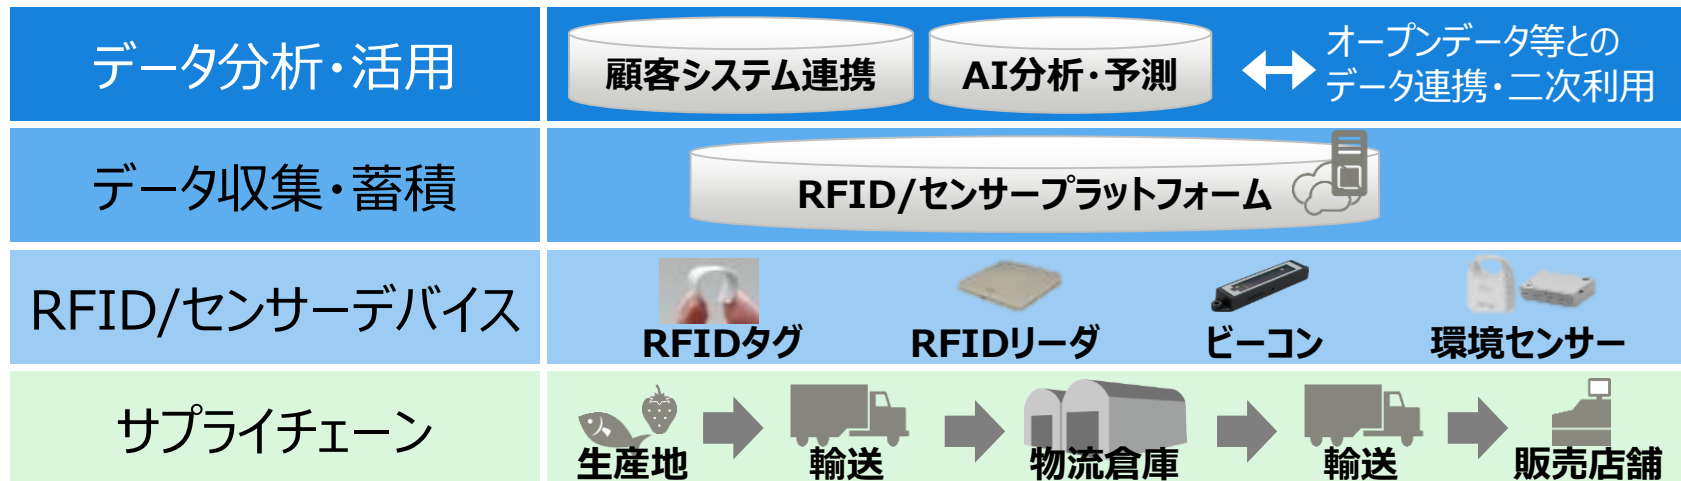 データ分析・活用
顧客システム連携
AI分析・予測
オープンデータ等との
データ連携・二次利用
データ収集・蓄積
RFID/センサープラットフォーム
RFID/センサーデバイス
RFIDタグ
RFIDリーダ
ビーコン
環境センサー
サプライチェーン
生産地
輸送
物流倉庫
輸送
販売店舗